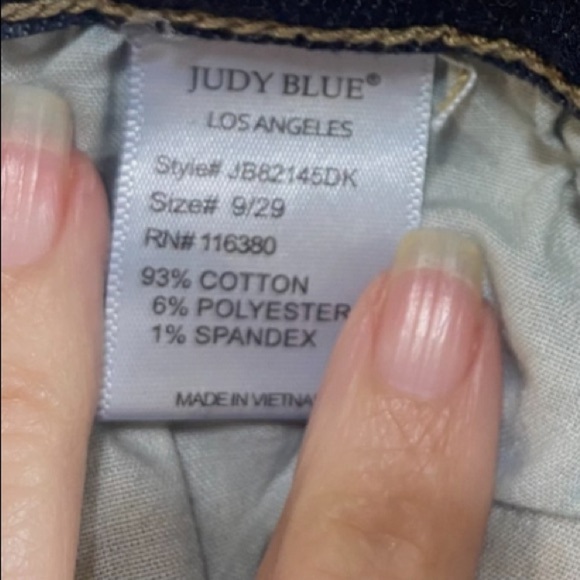 JUDY BLUE®
LOS ANGELES
Style# JB82145DK
Size# 9/29
RN# 116380
93% COTTON
6% POLYESTER
1% SPANDEX
MADE IN VIETNA